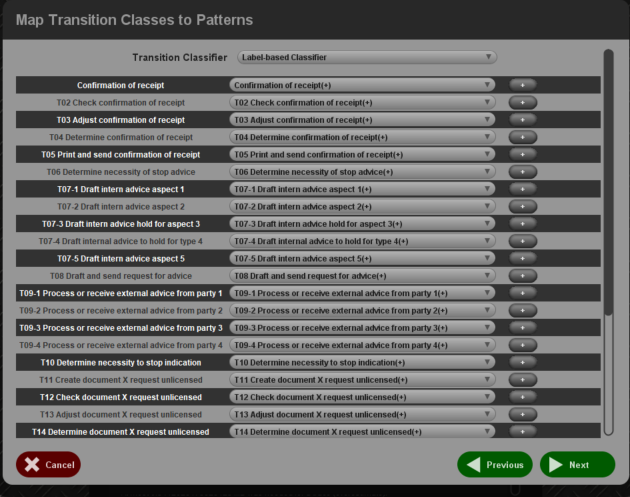 Map Transition Classes to Patterns
Transition Classifier Label-based Classifier
Confirmation of receipt Confirmation of receipt(+) +
T02 Check confirmation of receipt T02 Check confirmation of receipt(+) +
T03 Adjust confirmation of receipt T03 Adjust confirmation of receipt(+) +
T04 Determine confirmation of receipt T04 Determine confirmation of receipt(+) +
T05 Print and send confirmation of receipt T05 Print and send confirmation of receipt(+) +
T06 Determine necessity of stop advice T06 Determine necessity of stop advice(+) +
T07-1 Draft intern advice aspect 1 T07-1 Draft intern advice aspect 1(+) +
T07-2 Draft intern advice aspect 2 T07-2 Draft intern advice aspect 2(+) +
T07-3 Draft intern advice hold for aspect 3 T07-3 Draft intern advice hold for aspect 3(+) +
T07-4 Draft internal advice to hold for type 4 T07-4 Draft internal advice to hold for type 4(+) +
T07-5 Draft intern advice aspect 5 T07-5 Draft intern advice aspect 5(+) +
T08 Draft and send request for advice T08 Draft and send request for advice(+) +
T09-1 Process or receive external advice from party 1 T09-1 Process or receive external advice from party 1(+) +
T09-2 Process or receive external advice from party 2 T09-2 Process or receive external advice from party 2(+) +
T09-3 Process or receive external advice from party 3 T09-3 Process or receive external advice from party 3(+) +
T09-4 Process or receive external advice from party 4 T09-4 Process or receive external advice from party 4(+) +
T10 Determine necessity to stop indication T10 Determine necessity to stop indication(+) +
T11 Create document X request unlicensed T11 Create document X request unlicensed(+) +
T12 Check document X request unlicensed T12 Check document X request unlicensed(+) +
T13 Adjust document X request unlicensed T13 Adjust document X request unlicensed(+) +
T14 Determine document X request unlicensed T14 Determine document X request unlicensed(+) +
Cancel Previous Next